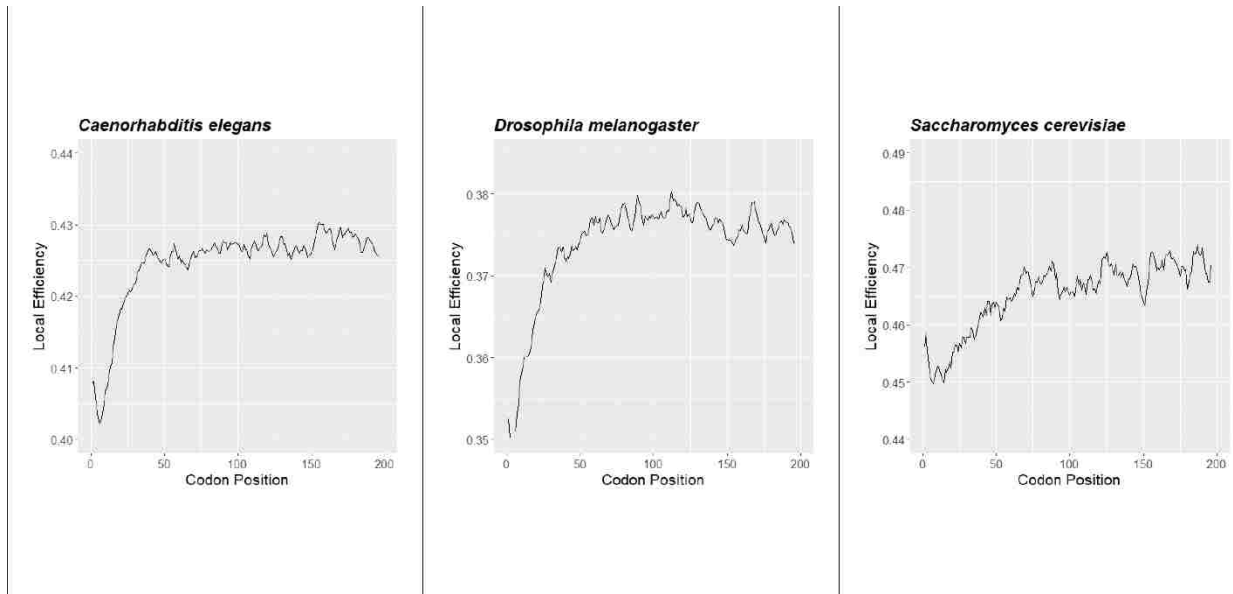 Caenorhabditis elegans
0.44
0.43
0.42
0.41
0.40
Local Efficiency
0 50 100 150 200
Codon Position
Drosophila melanogaster
0.38
0.37
0.36
0.35
Local Efficiency
0 50 100 150 200
Codon Position
Saccharomyces cerevisiae
0.49
0.48
0.47
0.46
0.45
0.44
Local Efficiency
0 50 100 150 200
Codon Position